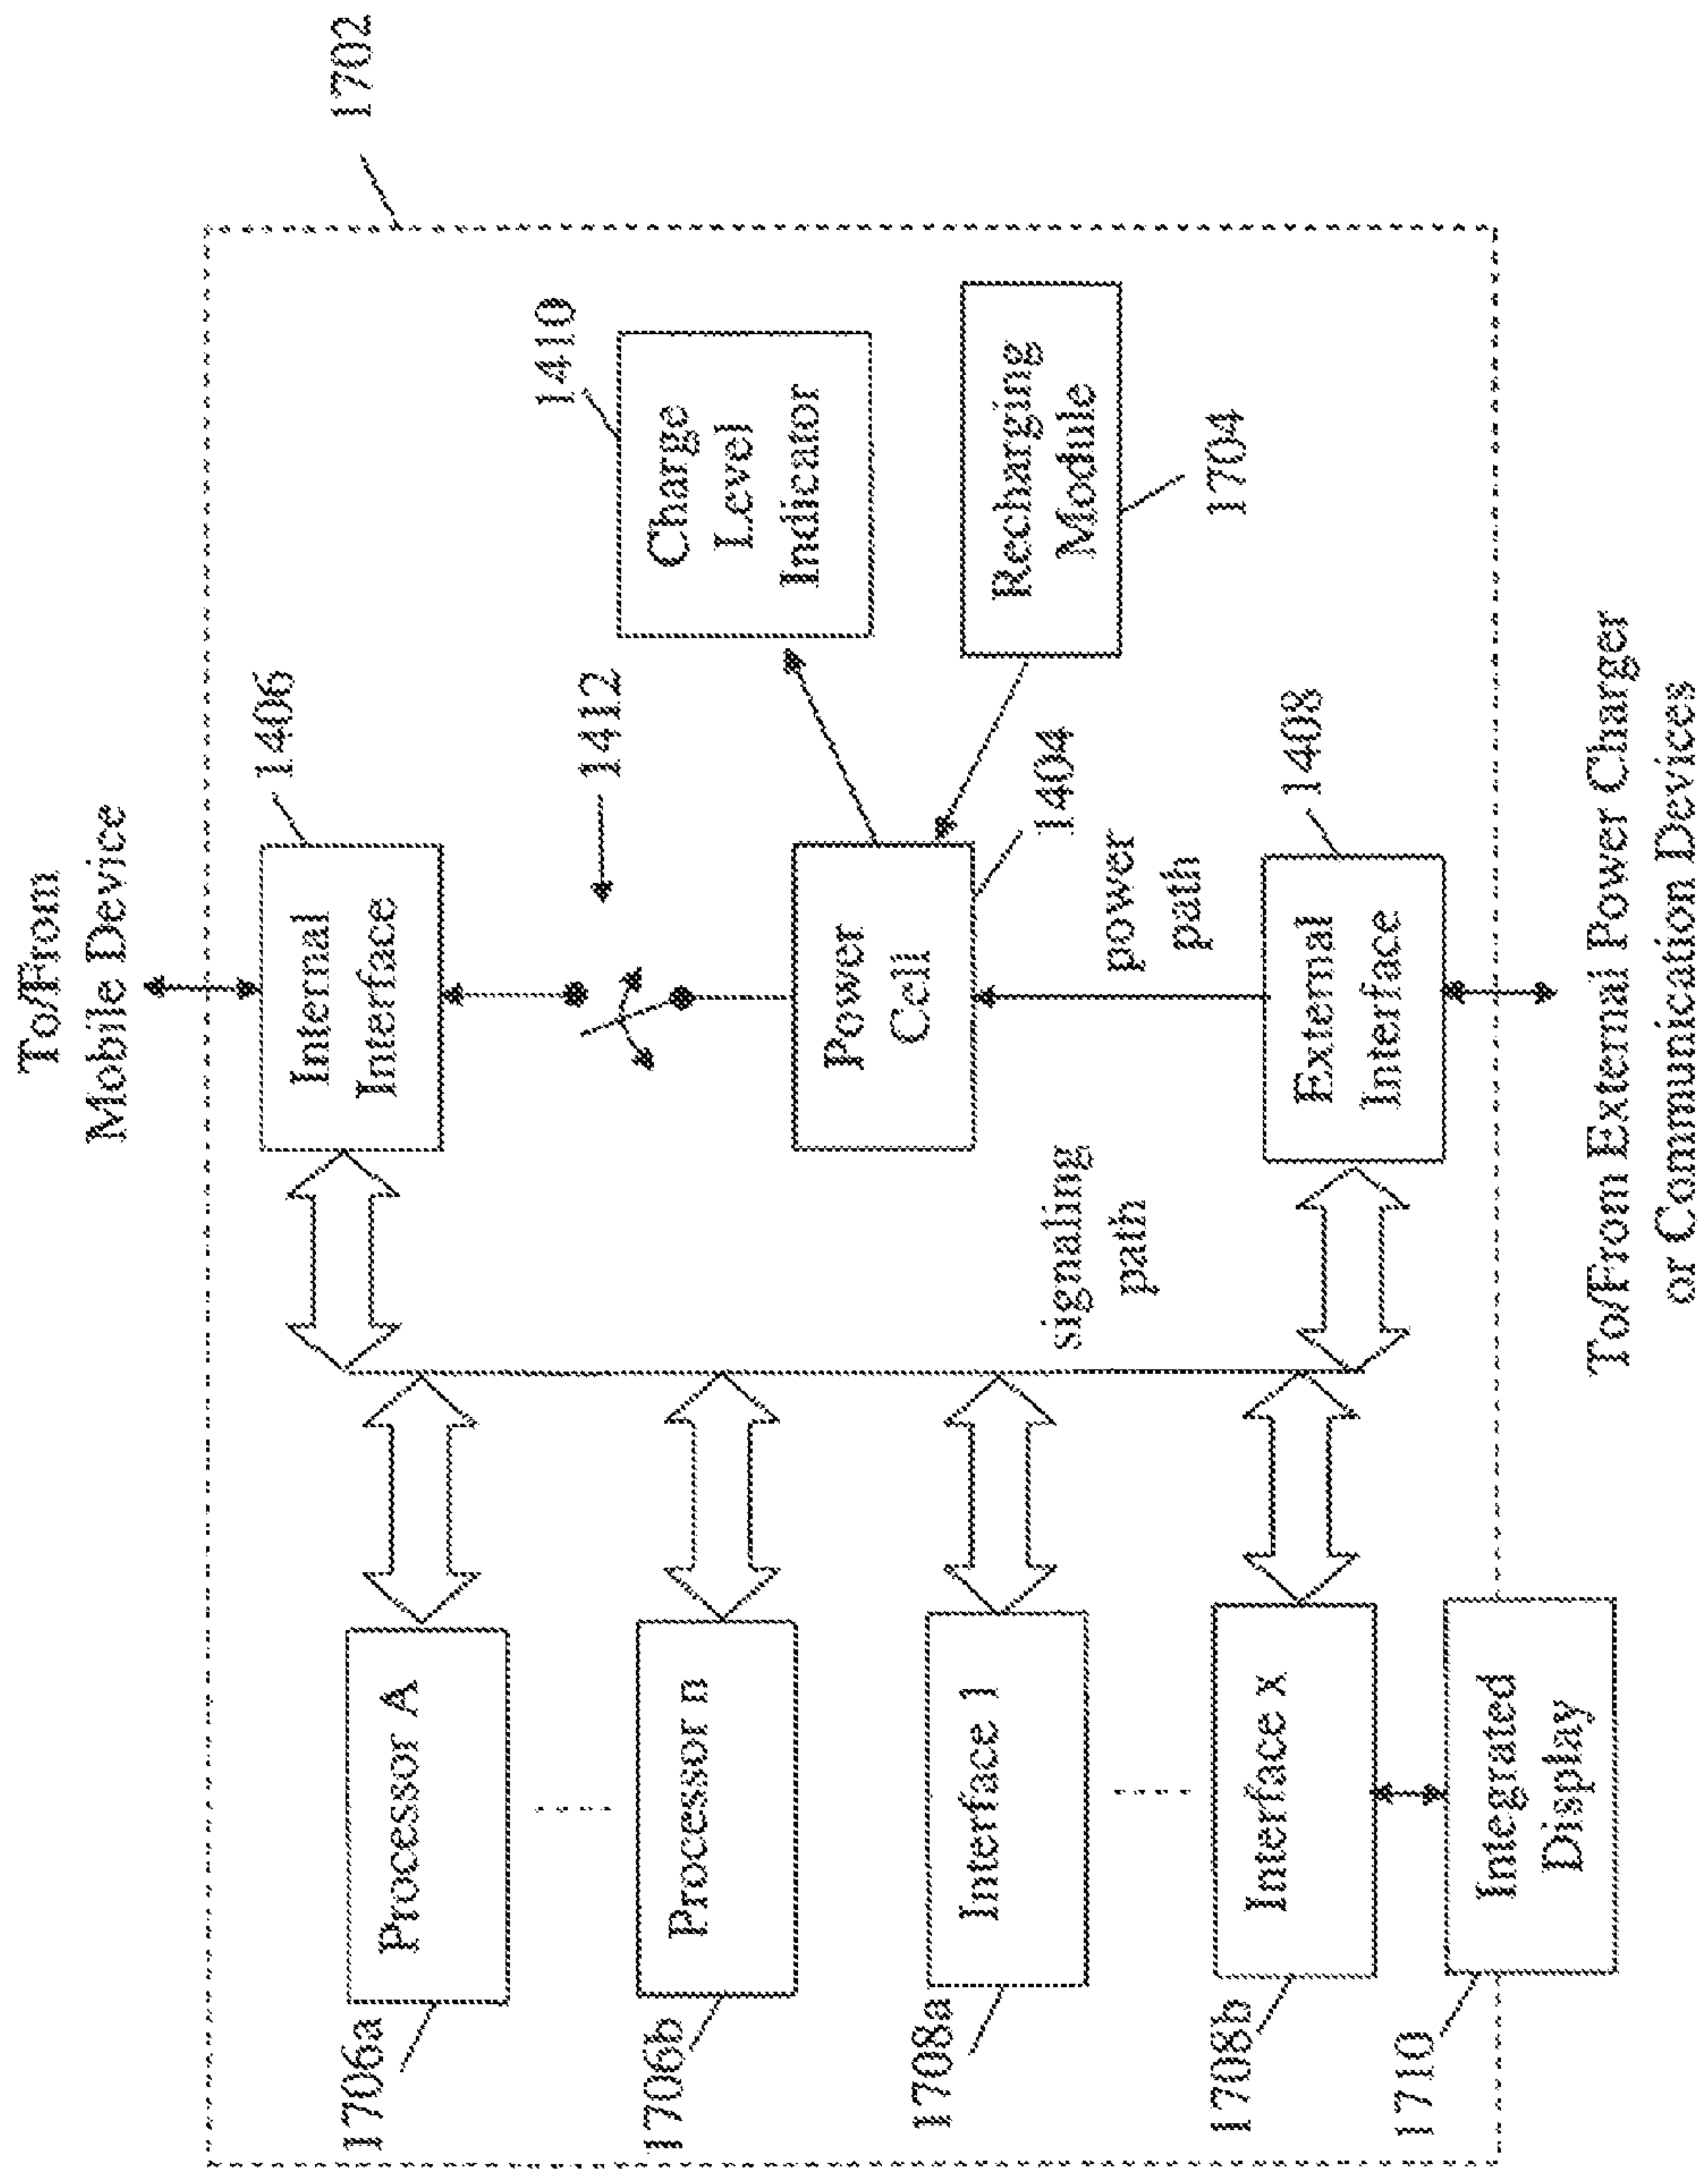 To/From
Mobile Device
1702
1406
Internal
Interface
1412
1410
Charge
Level
Indicator
Recharging
Module
1704
Power
Cell
1404
power
path
signaling
path
External
Interface
1408
To/From External Power Charger
or Communication Devices
Processor A
1706a
Processor n
1706b
Interface 1
1708a
Interface x
1708b
Integrated
Display
1710